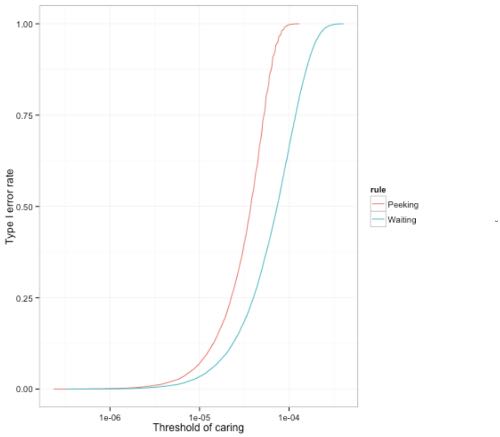 1.00
0.75
0.50
0.25
0.00
Type I error rate
1e-06
1e-05
1e-04
Threshold of caring
rule
Peeking
Waiting